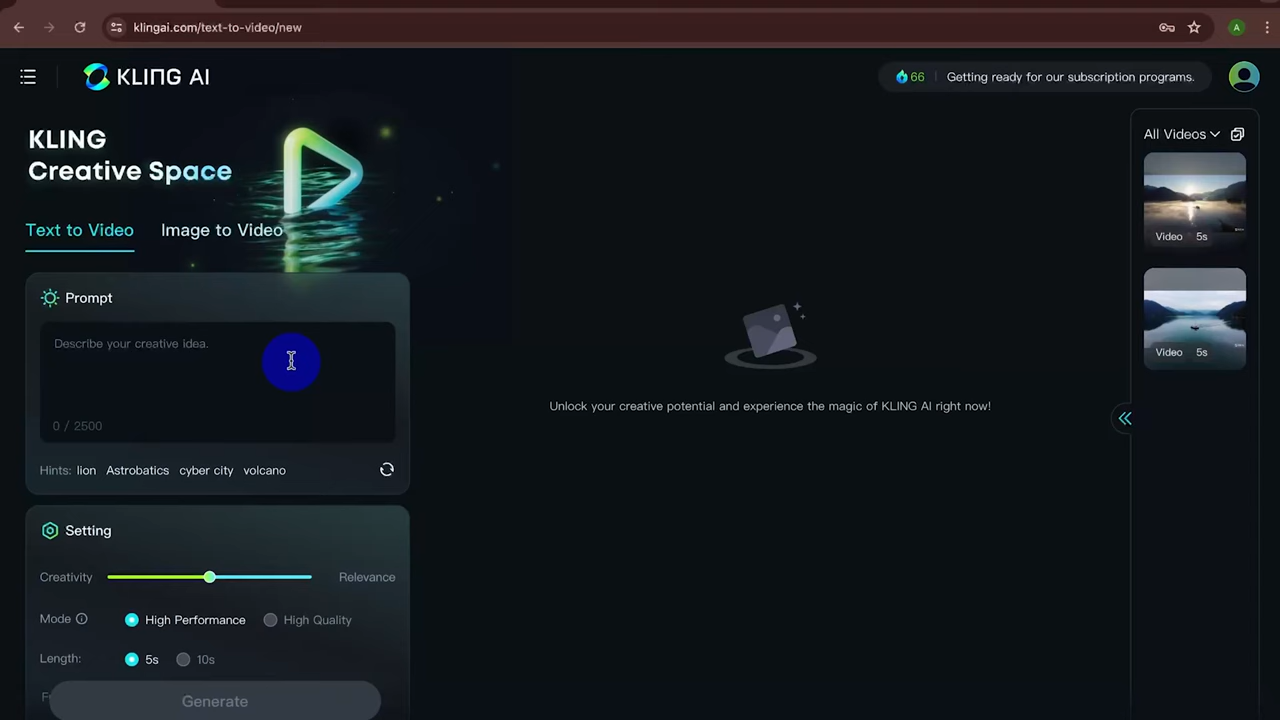 klingai.com/text-to-video/new
A
KLING AI
66
Getting ready for our subscription programs.
KLING
Creative Space
Text to Video
Image to Video
All Videos
Video 5s
Video 5s
Prompt
Describe your creative idea.
0 / 2500
Hints: lion Astrobatics cyber city volcano
Unlock your creative potential and experience the magic of KLING AI right now!
Setting
Creativity
Relevance
Mode
High Performance
High Quality
Length:
5s
10s
Generate